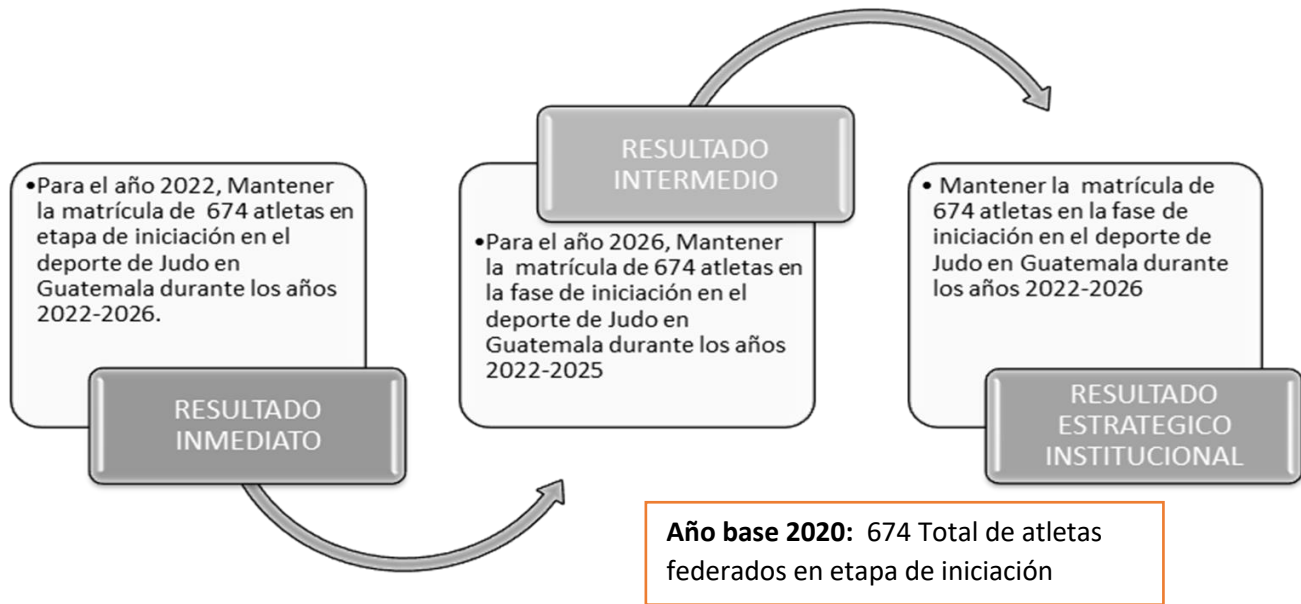 •Para el año 2022, Mantener
la matrícula de 674 atletas en
etapa de iniciación en el
deporte de Judo en
Guatemala durante los años
2022-2026.
RESULTADO
INMEDIATO
RESULTADO
INTERMEDIO
•Para el año 2026, Mantener
la matrícula de 674 atletas en
la fase de iniciación en el
deporte de Judo en
Guatemala durante los años
2022-2025
• Mantener la matrícula de
674 atletas en la fase de
iniciación en el deporte de
Judo en Guatemala durante
los años 2022-2026
RESULTADO
ESTRATEGICO
INSTITUCIONAL
Año base 2020: 674 Total de atletas
federados en etapa de iniciación